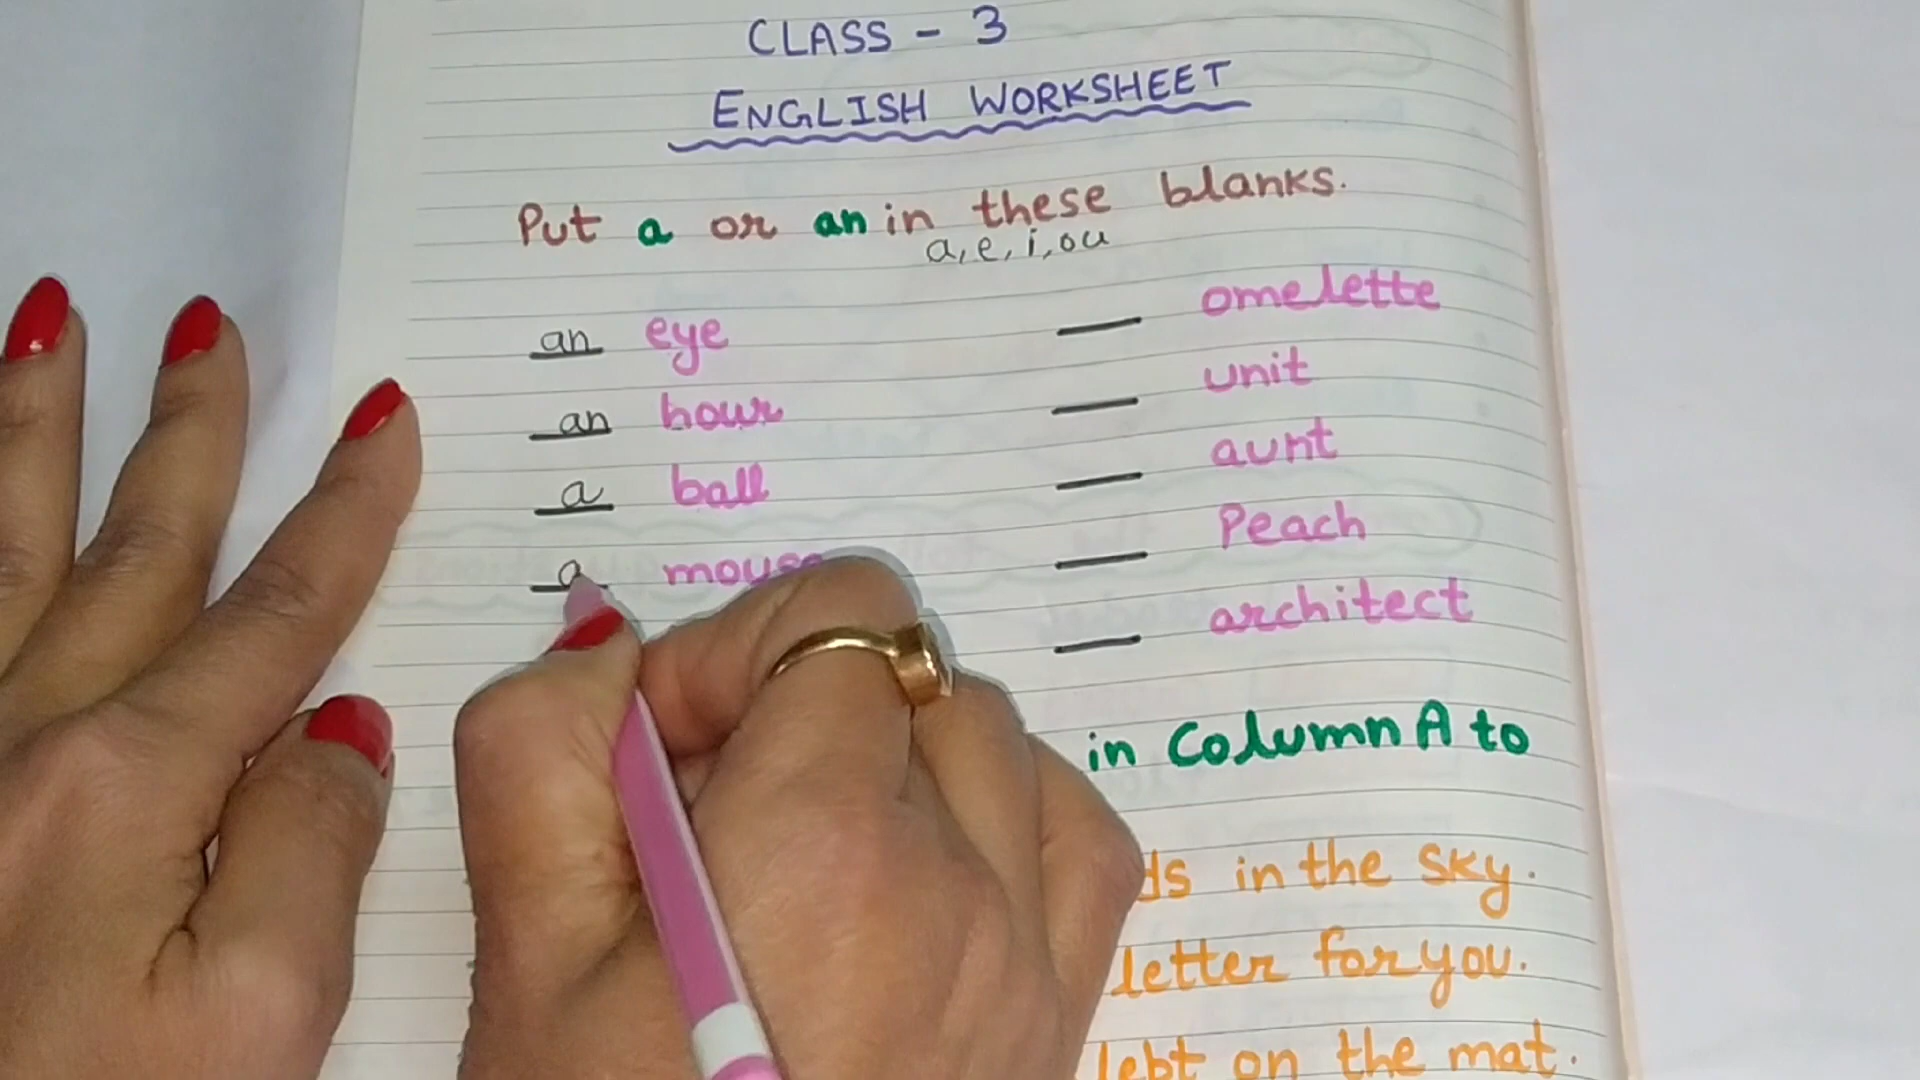 CLASS - 3
ENGLISH WORKSHEET
Put a or an in these blanks.
a, e, i, o u
an eye
an hour
a ball
a mouse
omelette
unit
aunt
Peach
architect
in Column A to
in the sky.
letter for you.
on the mat.